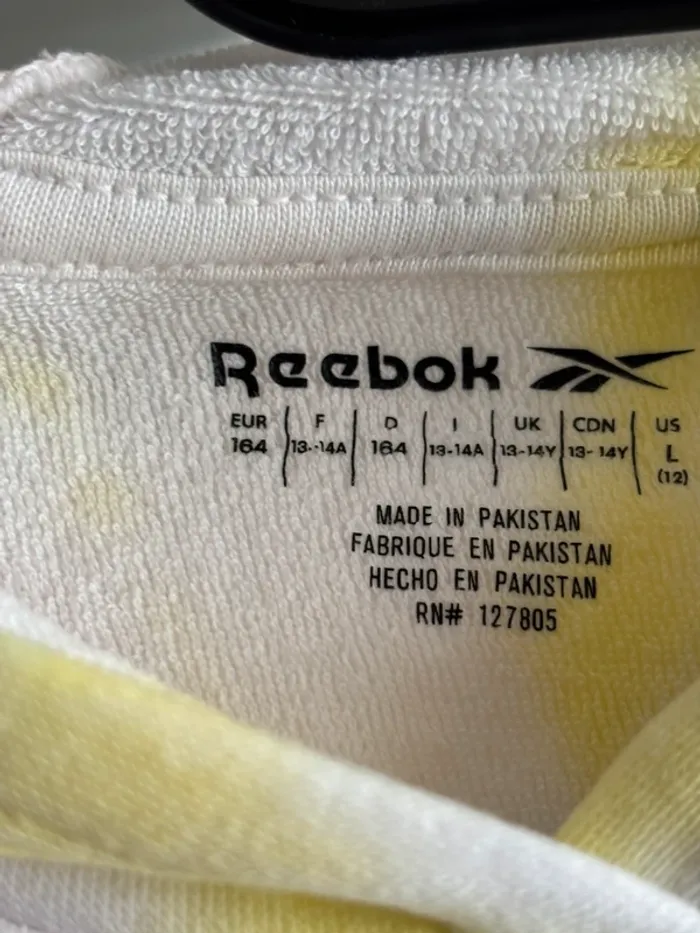 Reebok
EUR F D I UK CDN US
164 13-14A 164 13-14A 13-14Y 13-14Y L
(12)
MADE IN PAKISTAN
FABRIQUE EN PAKISTAN
HECHO EN PAKISTAN
RN# 127805